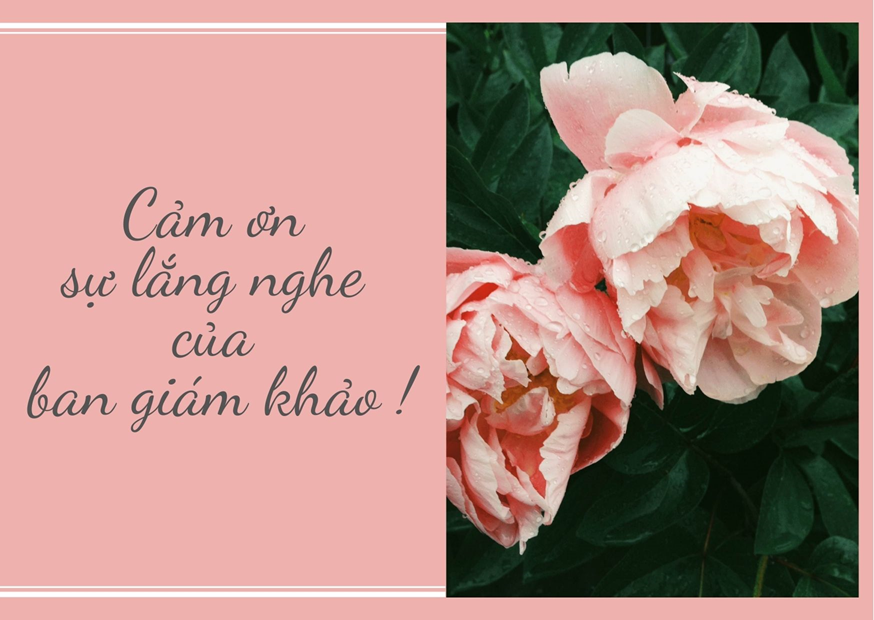 Cảm ơn
sự lắng nghe
của
ban giám khảo !